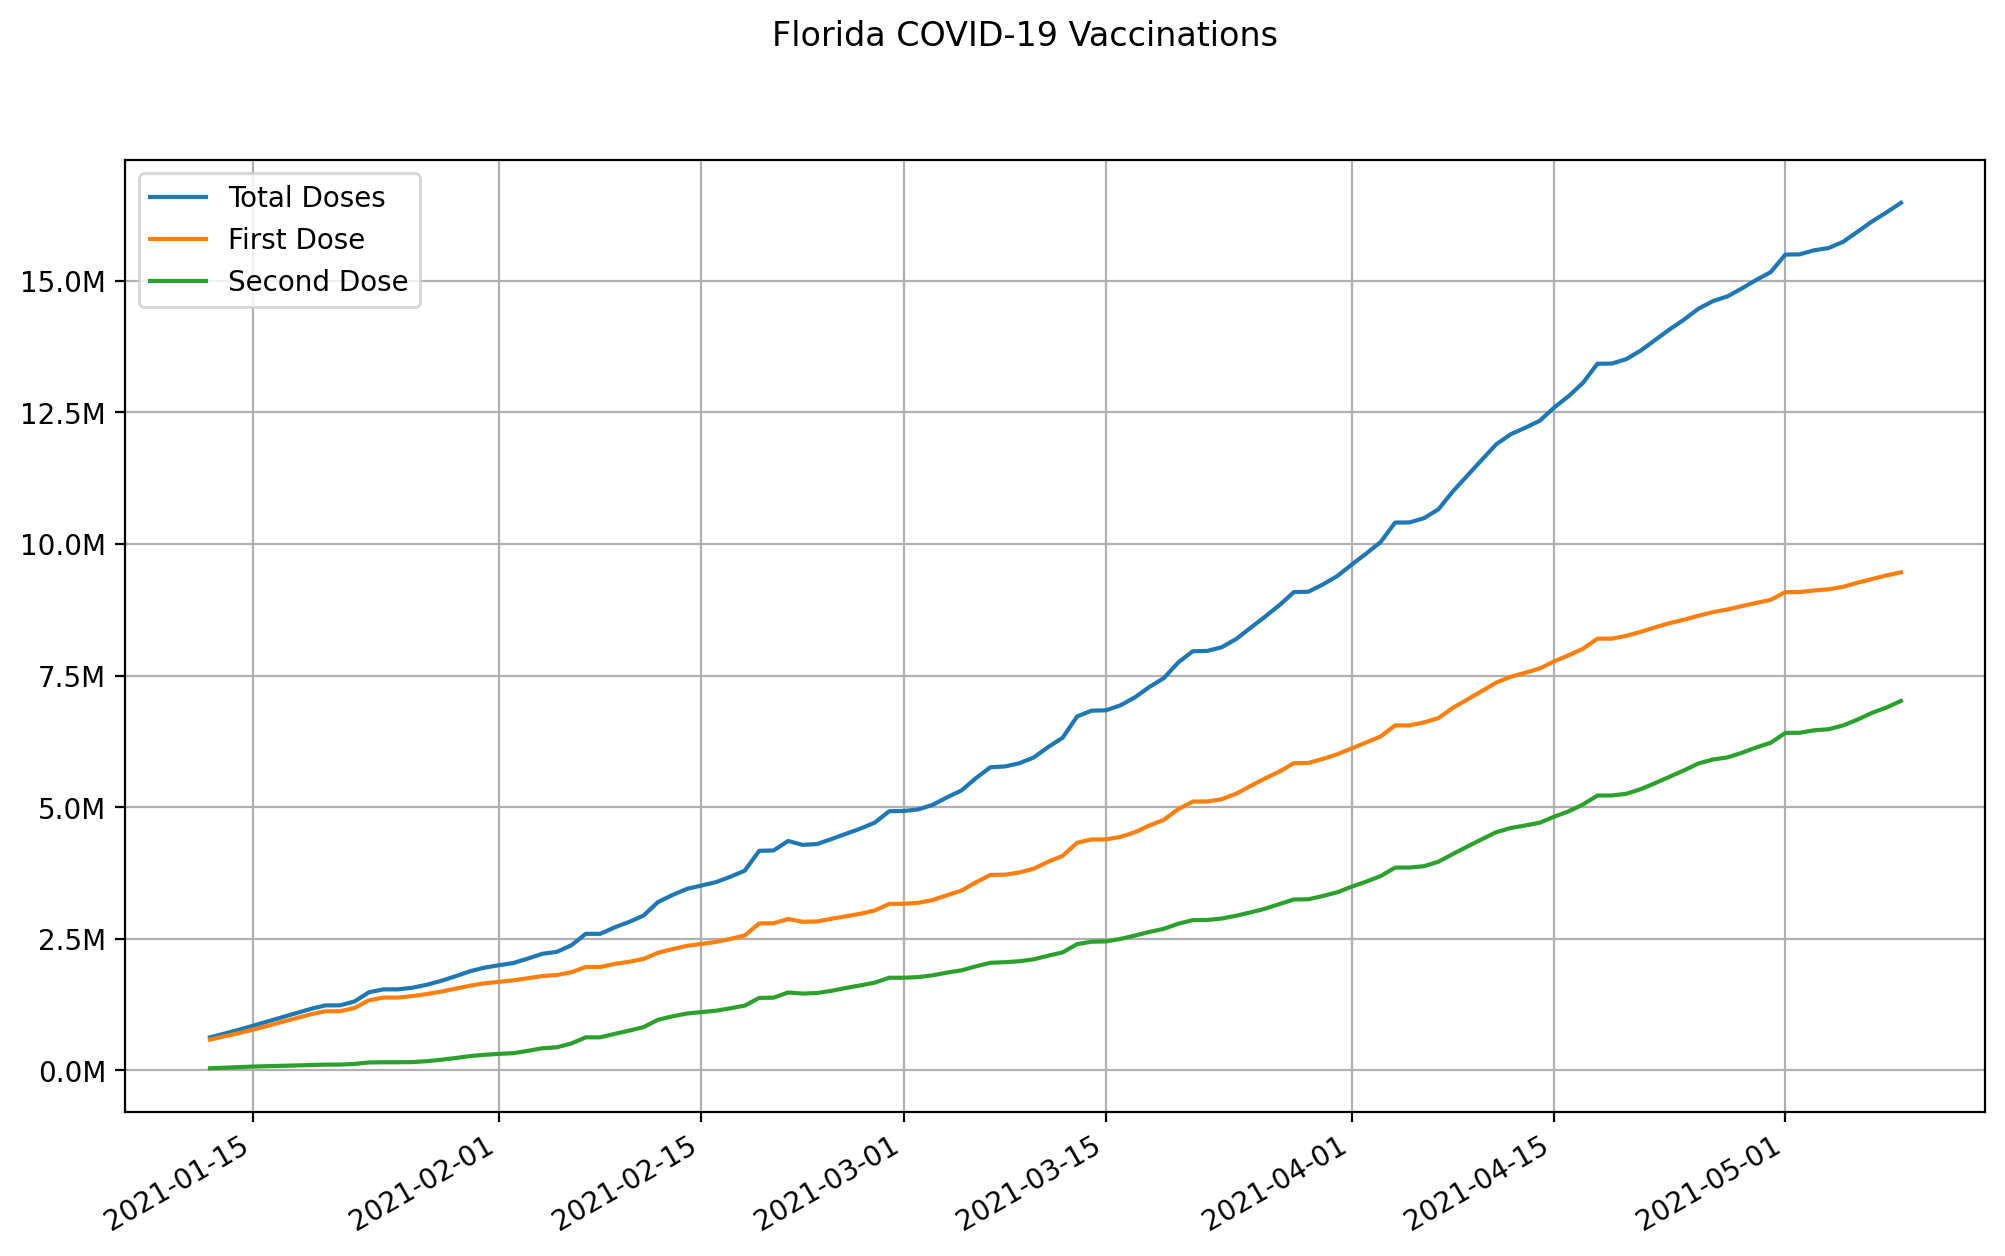 Florida COVID-19 Vaccinations
Total Doses
First Dose
Second Dose
15.0M
12.5M
10.0M
7.5M
5.0M
2.5M
0.0M
2021-01-15
2021-02-01
2021-02-15
2021-03-01
2021-03-15
2021-04-01
2021-04-15
2021-05-01